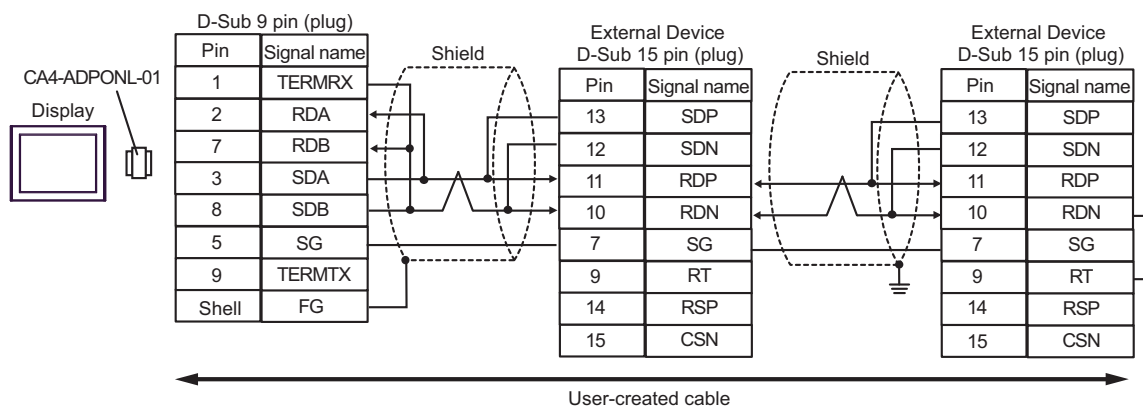 D-Sub 9 pin (plug)
Pin Signal name
1 TERMRX
2 RDA
7 RDB
3 SDA
8 SDB
5 SG
9 TERMTX
Shell FG
CA4-ADPONL-01
Display
Shield
External Device
D-Sub 15 pin (plug)
Pin Signal name
13 SDP
12 SDN
11 RDP
10 RDN
7 SG
9 RT
14 RSP
15 CSN
Shield
External Device
D-Sub 15 pin (plug)
Pin Signal name
13 SDP
12 SDN
11 RDP
10 RDN
7 SG
9 RT
14 RSP
15 CSN
User-created cable